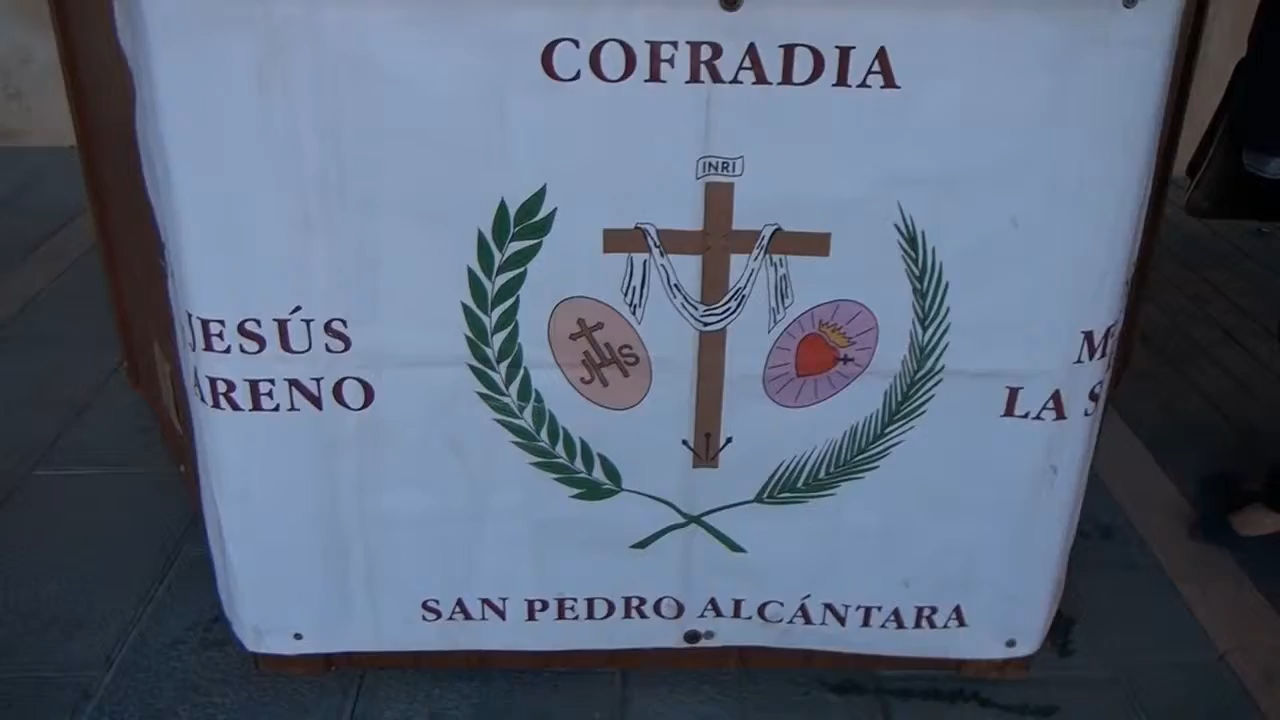 COFRADIA
INRI
JESÚS
ARENO
JHS
LA
SAN PEDRO ALCÁNTARA